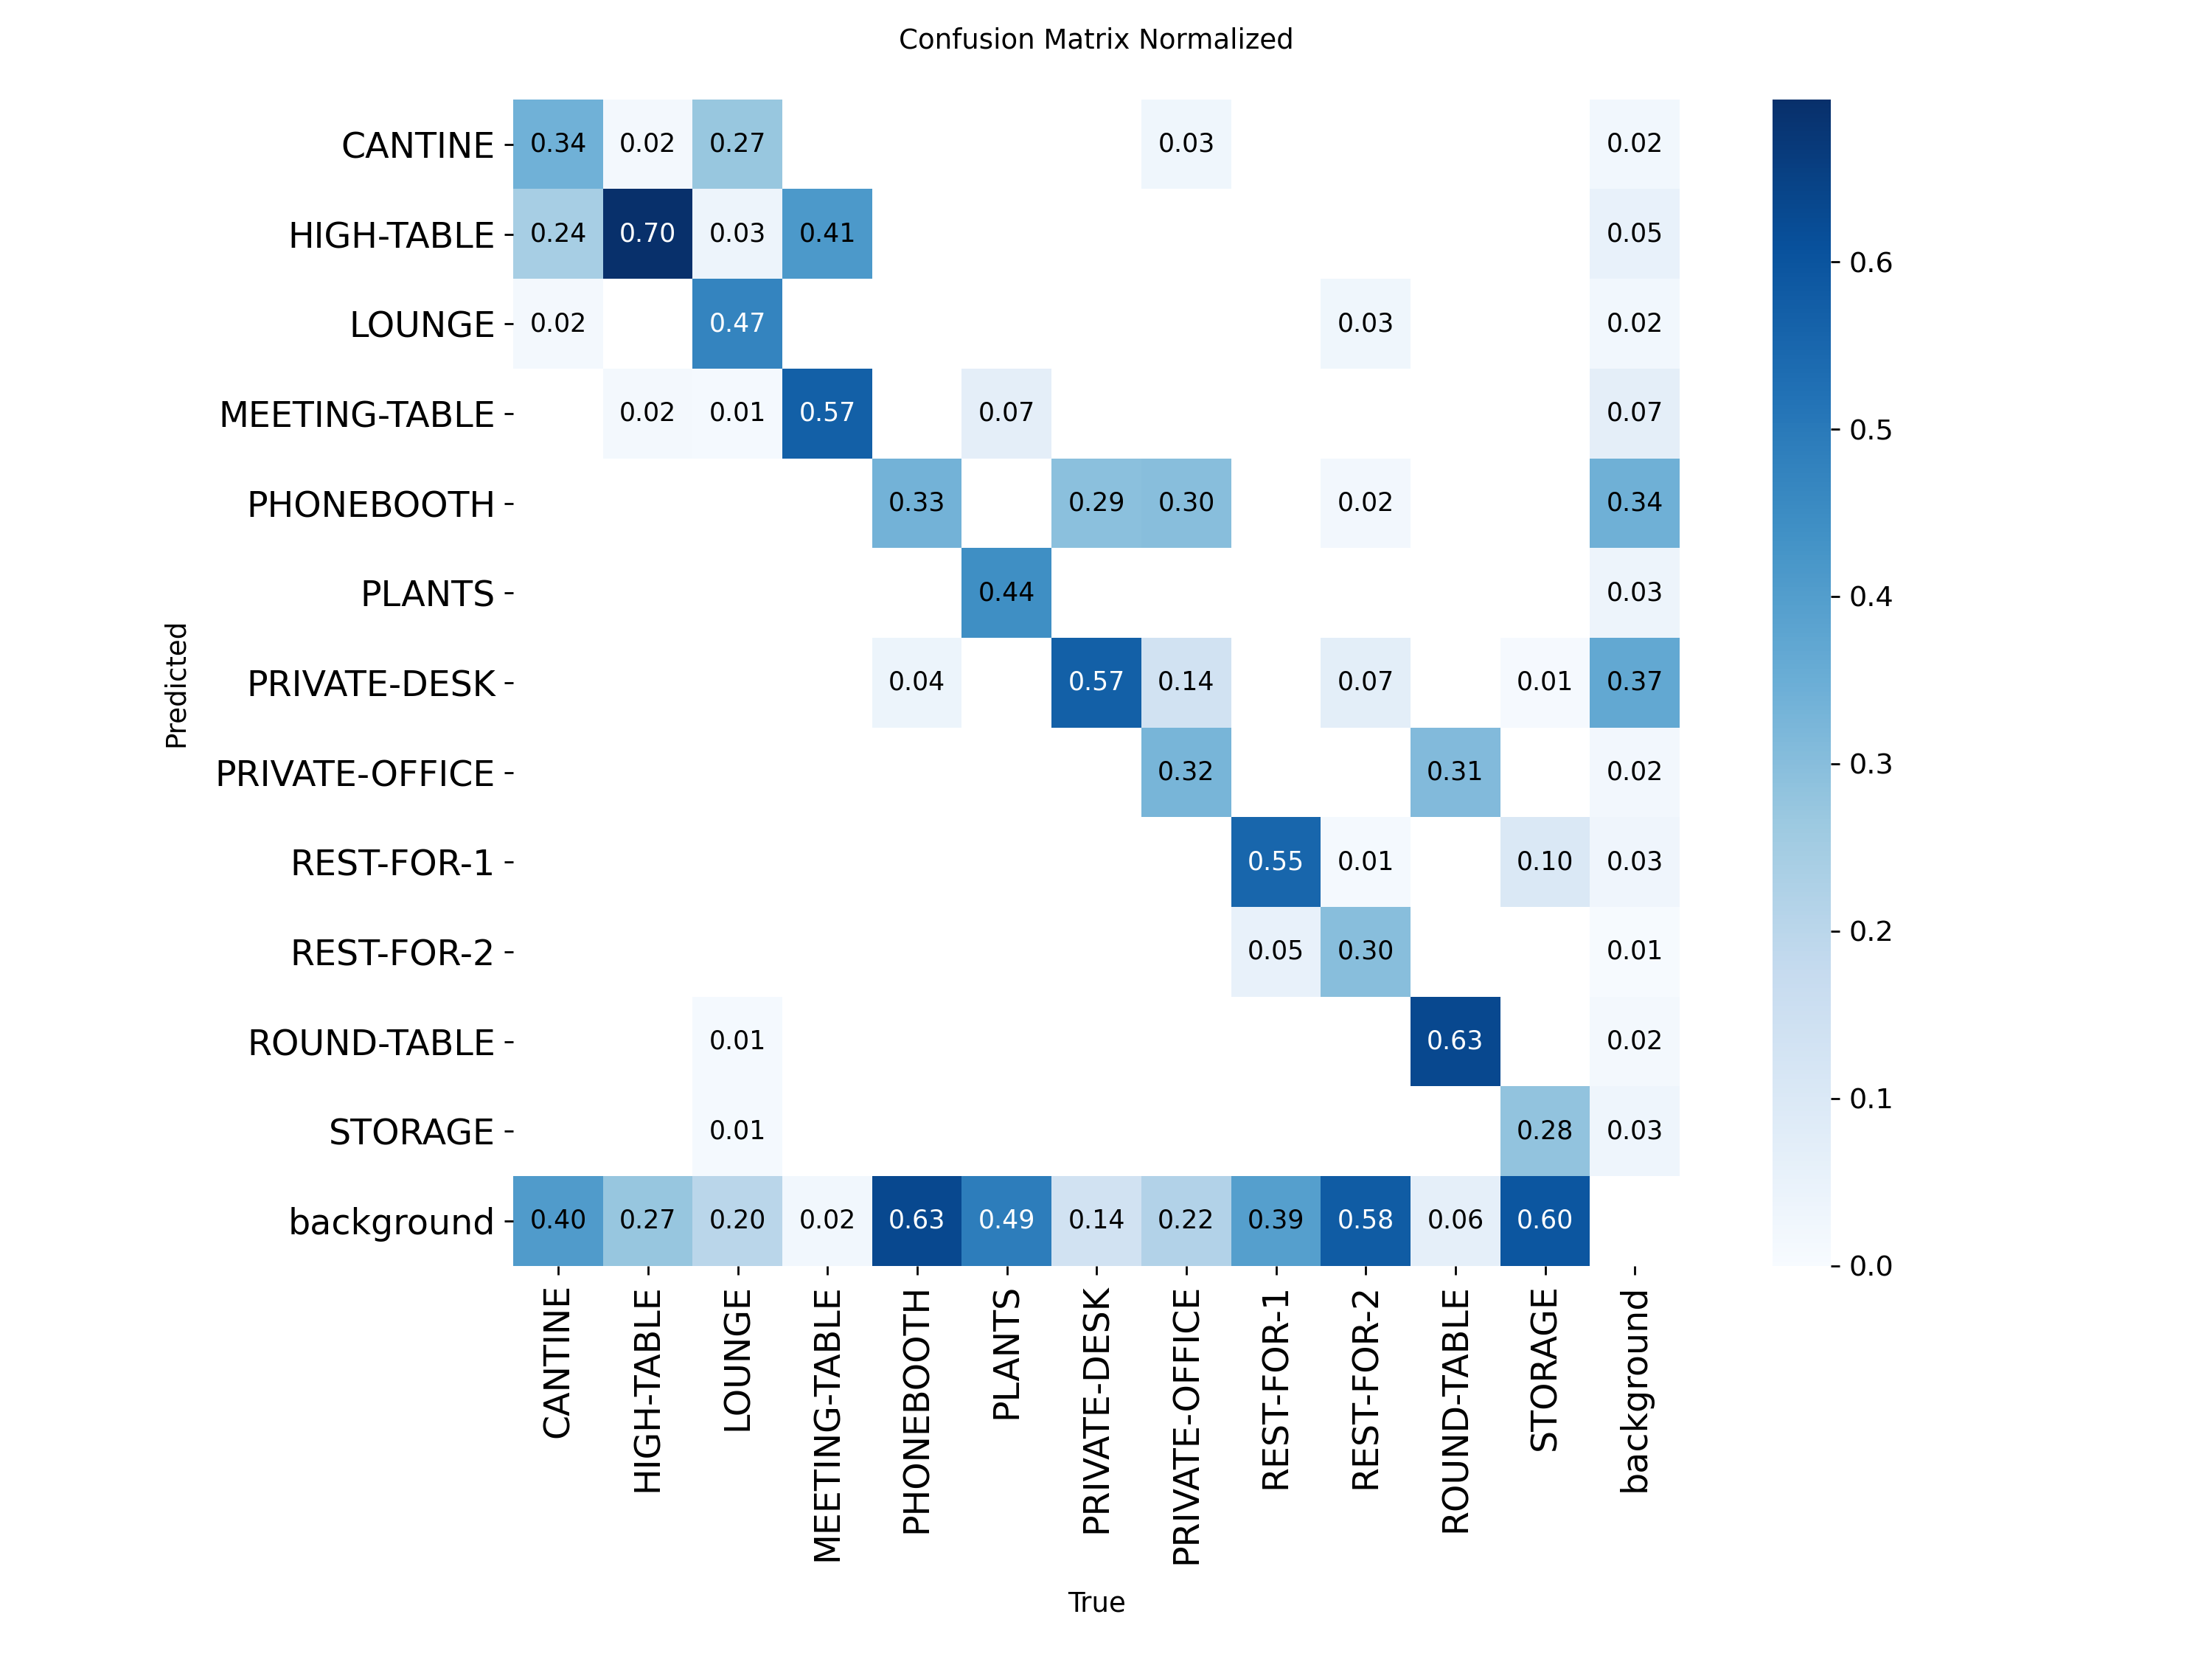 Confusion Matrix Normalized
CANTINE 0.34 0.02 0.27 0.03 0.02
HIGH-TABLE 0.24 0.70 0.03 0.41 0.05
LOUNGE 0.02 0.47 0.03 0.02
MEETING-TABLE 0.02 0.01 0.57 0.07 0.07
PHONEBOOTH 0.33 0.29 0.30 0.02 0.34
PLANTS 0.44 0.03
PRIVATE-DESK 0.04 0.57 0.14 0.07 0.01 0.37
PRIVATE-OFFICE 0.32 0.31 0.02
REST-FOR-1 0.55 0.01 0.10 0.03
REST-FOR-2 0.05 0.30 0.01
ROUND-TABLE 0.01 0.63 0.02
STORAGE 0.01 0.28 0.03
background 0.40 0.27 0.20 0.02 0.63 0.49 0.14 0.22 0.39 0.58 0.06 0.60
Predicted
CANTINE
HIGH-TABLE
LOUNGE
MEETING-TABLE
PHONEBOOTH
PLANTS
PRIVATE-DESK
PRIVATE-OFFICE
REST-FOR-1
REST-FOR-2
ROUND-TABLE
STORAGE
background
True
0.6
0.5
0.4
0.3
0.2
0.1
0.0